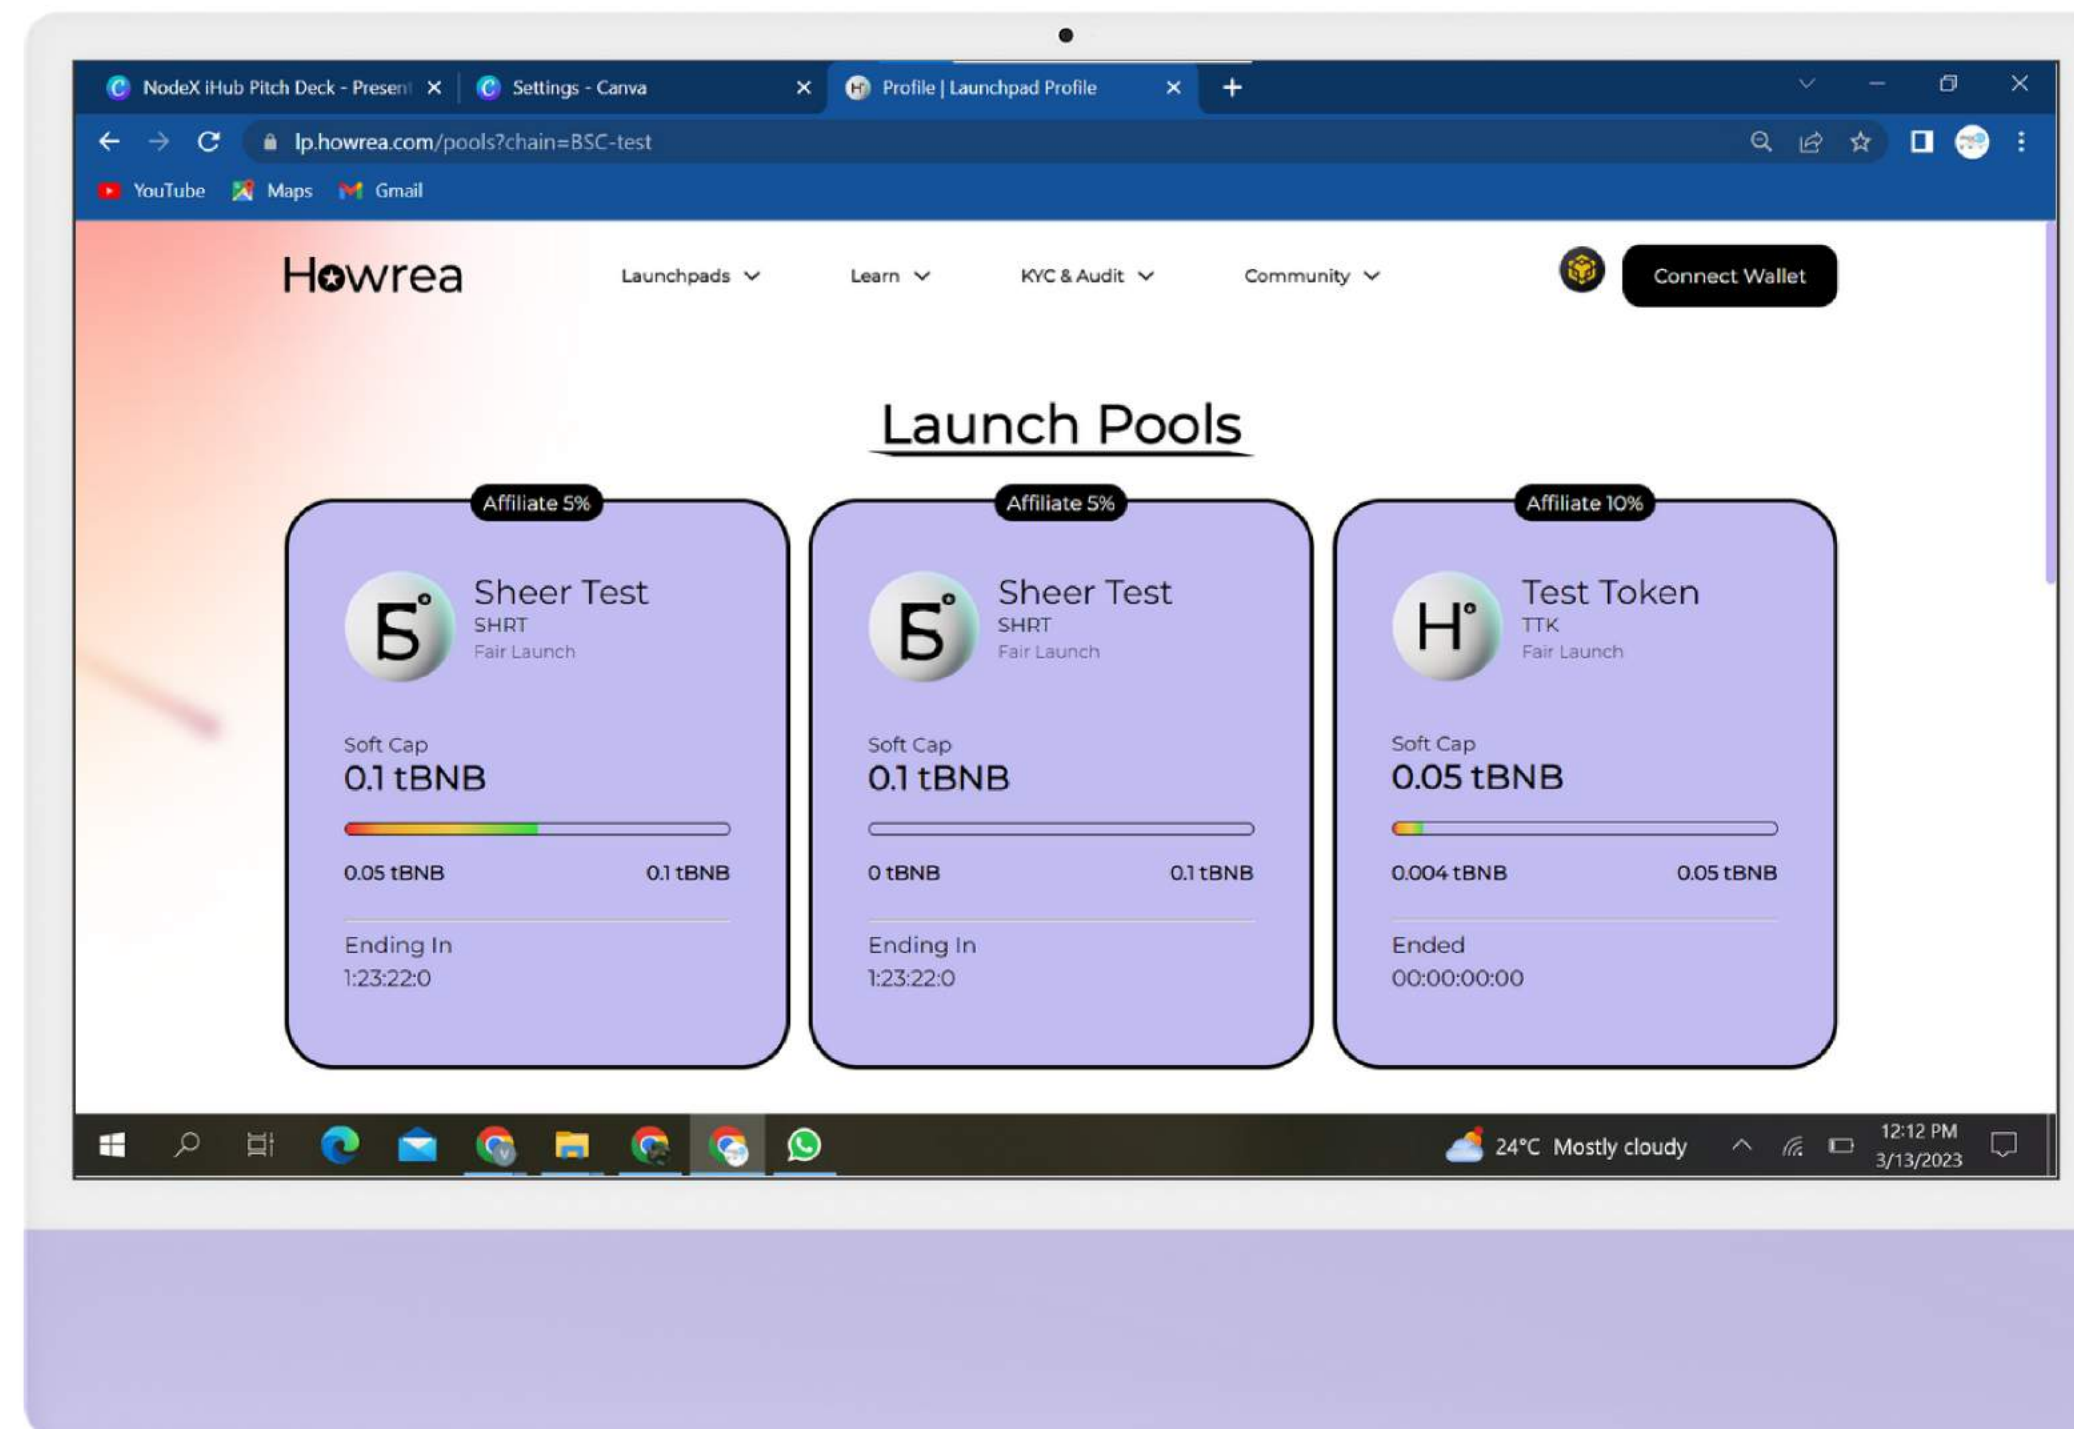 NodeX iHub Pitch Deck - Present
Settings - Canva
Profile | Launchpad Profile
lp.howrea.com/pools?chain=BSC-test
YouTube
Maps
Gmail
Howrea
Launchpads
Learn
KYC & Audit
Community
Connect Wallet
Launch Pools
Affiliate 5%
Sheer Test
SHRT
Fair Launch
Soft Cap
0.1 tBNB
0.05 tBNB
0.1 tBNB
Ending In
1:23:22:0
Affiliate 5%
Sheer Test
SHRT
Fair Launch
Soft Cap
0.1 tBNB
0 tBNB
0.1 tBNB
Ending In
1:23:22:0
Affiliate 10%
H
Test Token
TTK
Fair Launch
Soft Cap
0.05 tBNB
0.004 tBNB
0.05 tBNB
Ended
00:00:00:00
24°C Mostly cloudy
12:12 PM
3/13/2023